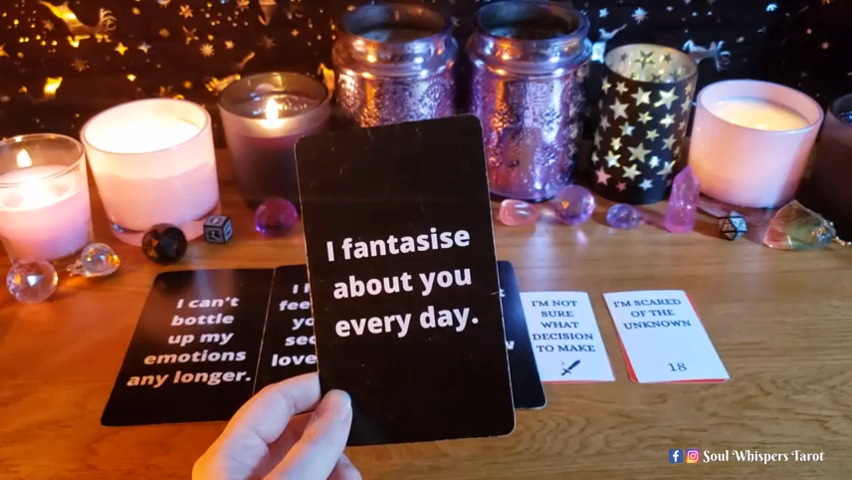 I fantasise
about you
every day.
I can't
bottle
up my
emotions
any longer.
I'M NOT
SURE
WHAT
DECISION
TO MAKE
I'M SCARED
OF THE
UNKNOWN
18
Soul Whispers Tarot